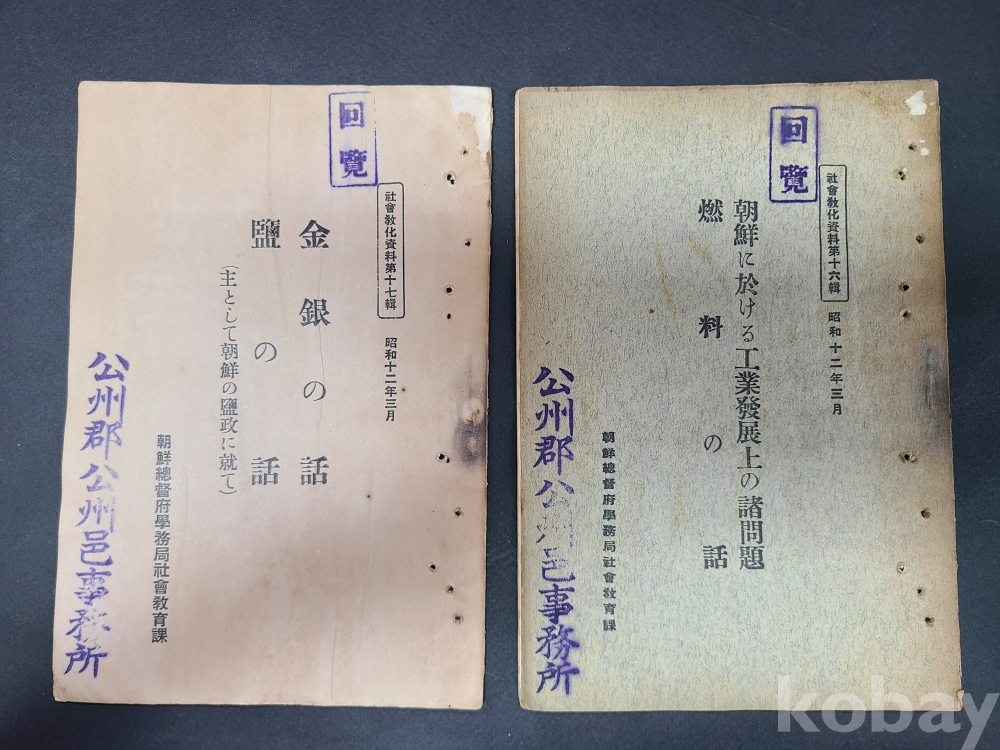 回覽
社會敎化資料第十七輯
昭和十二年三月
金銀の話
鹽の話
(主として朝鮮の鹽政に就て)
朝鮮總督府學務局社會敎育課
公州郡公州邑事務所
回覽
社會敎化資料第十六輯
昭和十二年三月
朝鮮に於ける工業發展上の諸問題
燃料の話
朝鮮總督府學務局社會敎育課
公州郡公州邑事務所
kobay